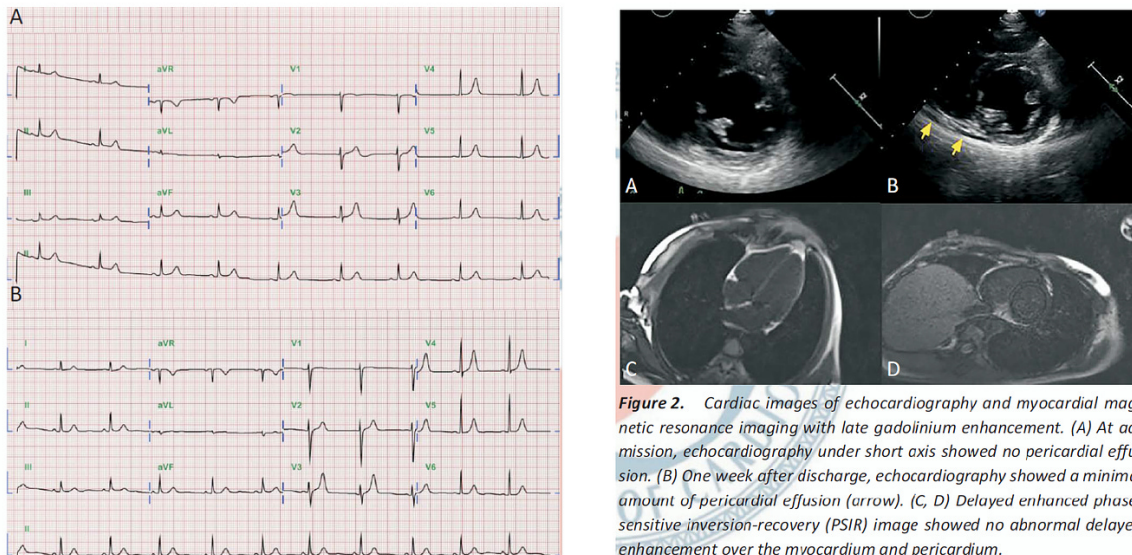 A
I
aVR
V1
V4
II
aVL
V2
V5
III
aVF
V3
V6
II
B
I
aVR
V1
V4
II
aVL
V2
V5
III
aVF
V3
V6
II
A
B
C
D
Figure 2. Cardiac images of echocardiography and myocardial mag-
netic resonance imaging with late gadolinium enhancement. (A) At ad
mission, echocardiography under short axis showed no pericardial effu
sion. (B) One week after discharge, echocardiography showed a minima
amount of pericardial effusion (arrow). (C, D) Delayed enhanced phase
sensitive inversion-recovery (PSIR) image showed no abnormal delayed
enhancement over the myocardium and pericardium.
OF CARDIO